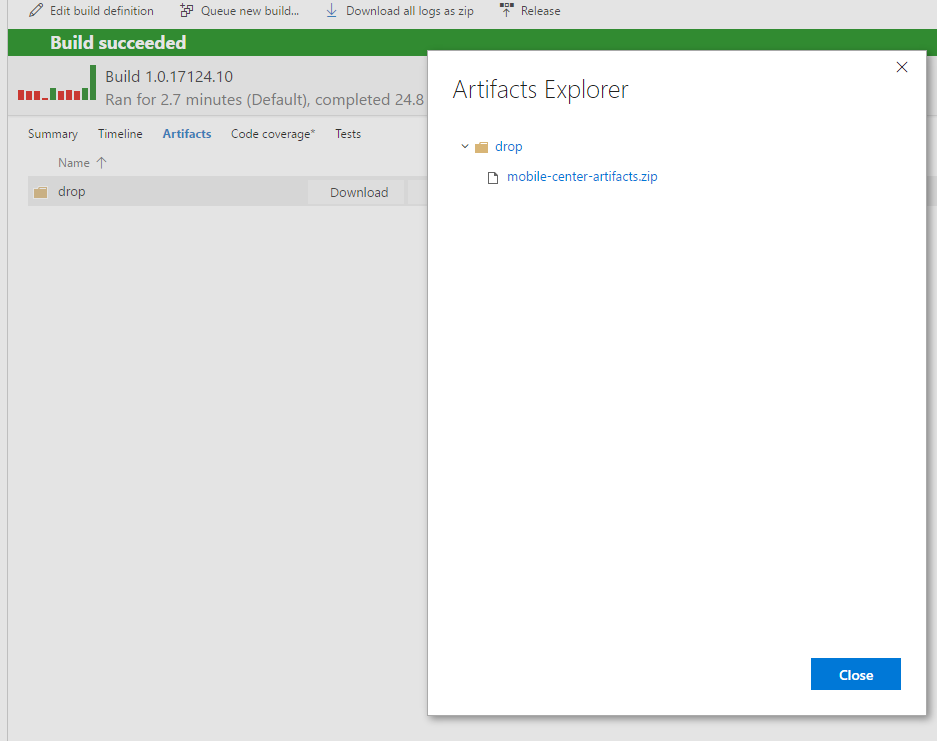 Edit build definition Queue new build... Download all logs as zip Release
Build succeeded
Build 1.0.17124.10
Ran for 2.7 minutes (Default), completed 24.8
Summary Timeline Artifacts Code coverage* Tests
Name
drop Download
Artifacts Explorer
drop
mobile-center-artifacts.zip
Close